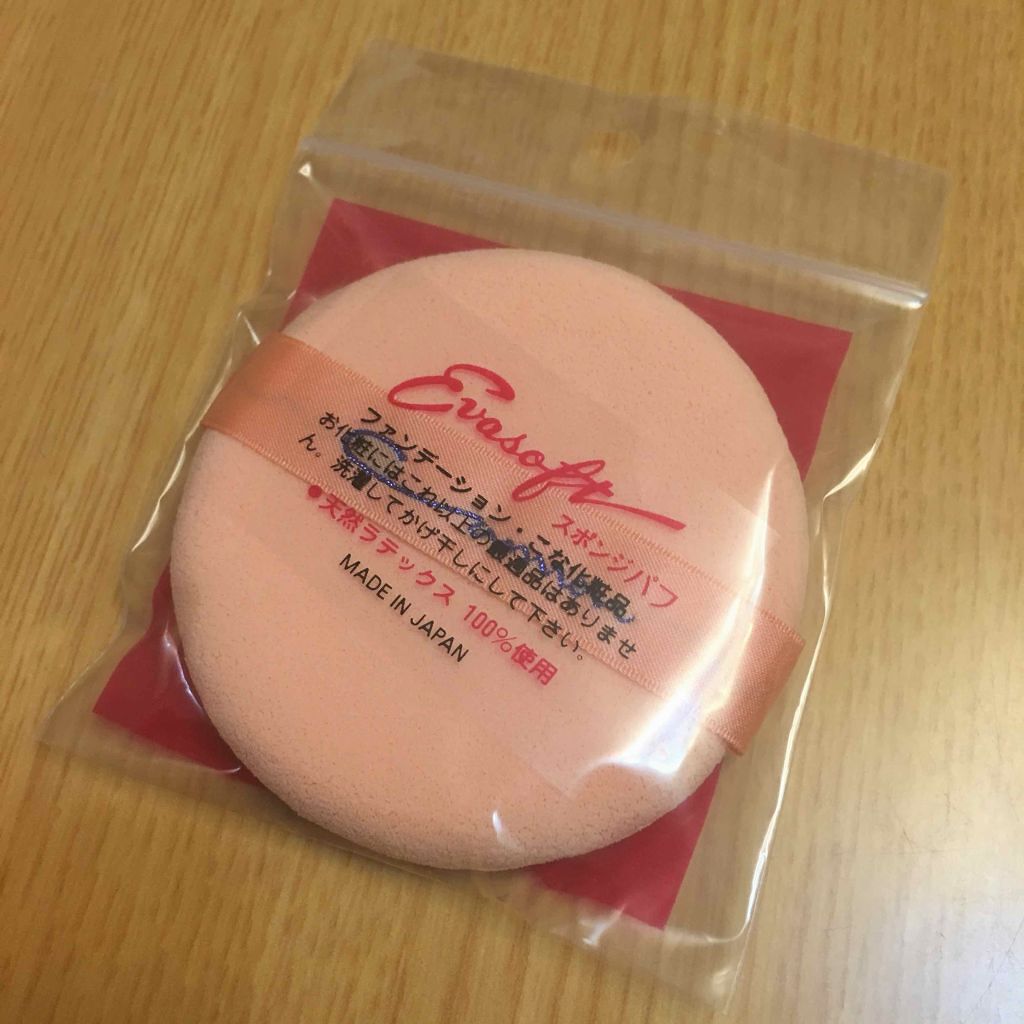 Evasoft
スポンジパフ
ファンデーション・こな化粧品
お化粧にはこれ以上の最適品はありませ
ん。洗濯してかげ干しにして下さい。
●天然ラテックス 100%使用
MADE IN JAPAN